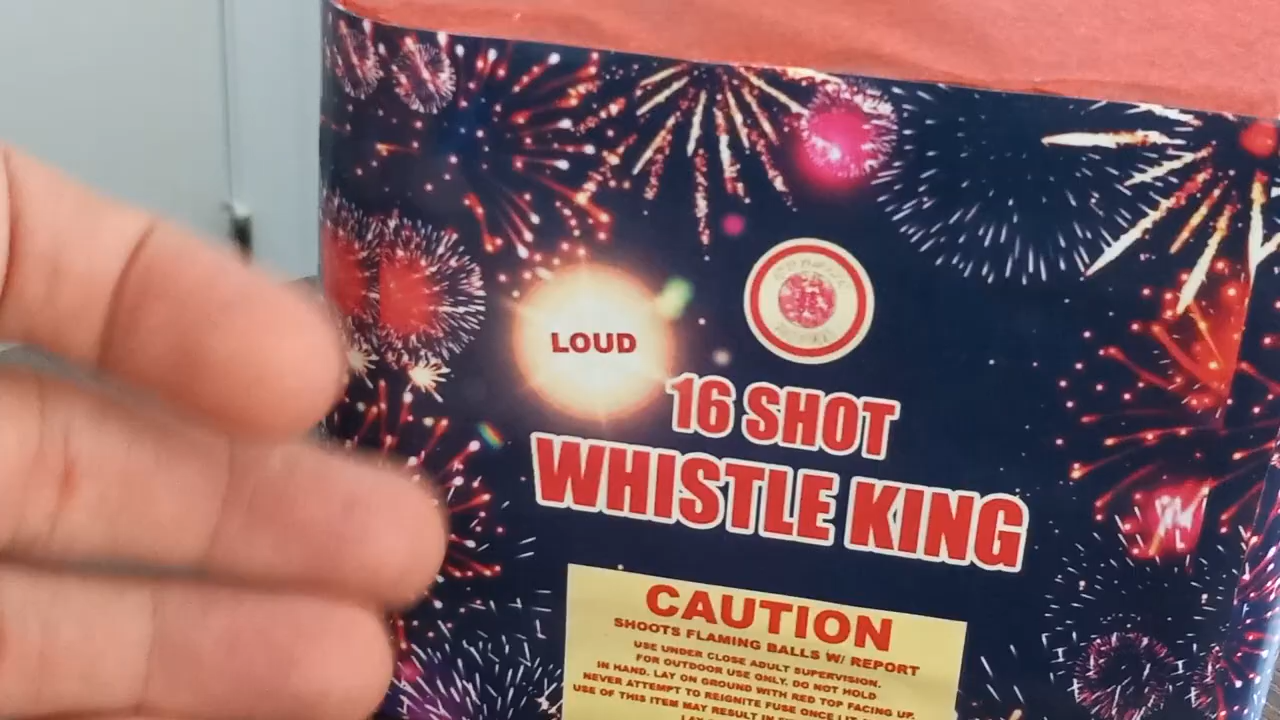 LOUD
16 SHOT
WHISTLE KING
CAUTION
SHOOTS FLAMING BALLS W/ REPORT
USE UNDER CLOSE ADULT SUPERVISION.
FOR OUTDOOR USE ONLY. DO NOT HOLD
IN HAND. LAY ON GROUND WITH RED TOP FACING UP.
NEVER ATTEMPT TO REIGNITE FUSE ONCE LIT
USE OF THIS ITEM MAY RESULT IN